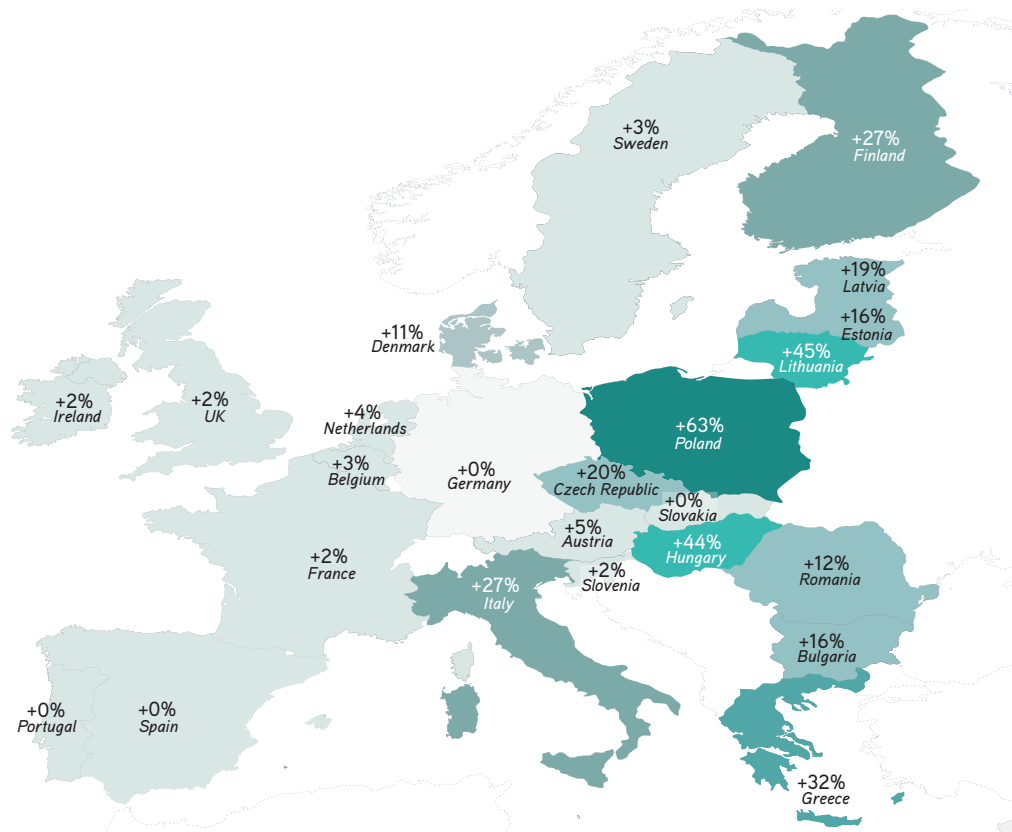 +3%
Sweden
+27%
Finland
+19%
Latvia
+16%
Estonia
+11%
Denmark
+45%
Lithuania
+2%
Ireland
+2%
UK
+4%
Netherlands
+63%
Poland
+3%
Belgium
+0%
Germany
+20%
Czech Republic
+0%
Slovakia
+5%
Austria
+44%
Hungary
+2%
France
+27%
Italy
+2%
Slovenia
+12%
Romania
+16%
Bulgaria
+0%
Portugal
+0%
Spain
+32%
Greece